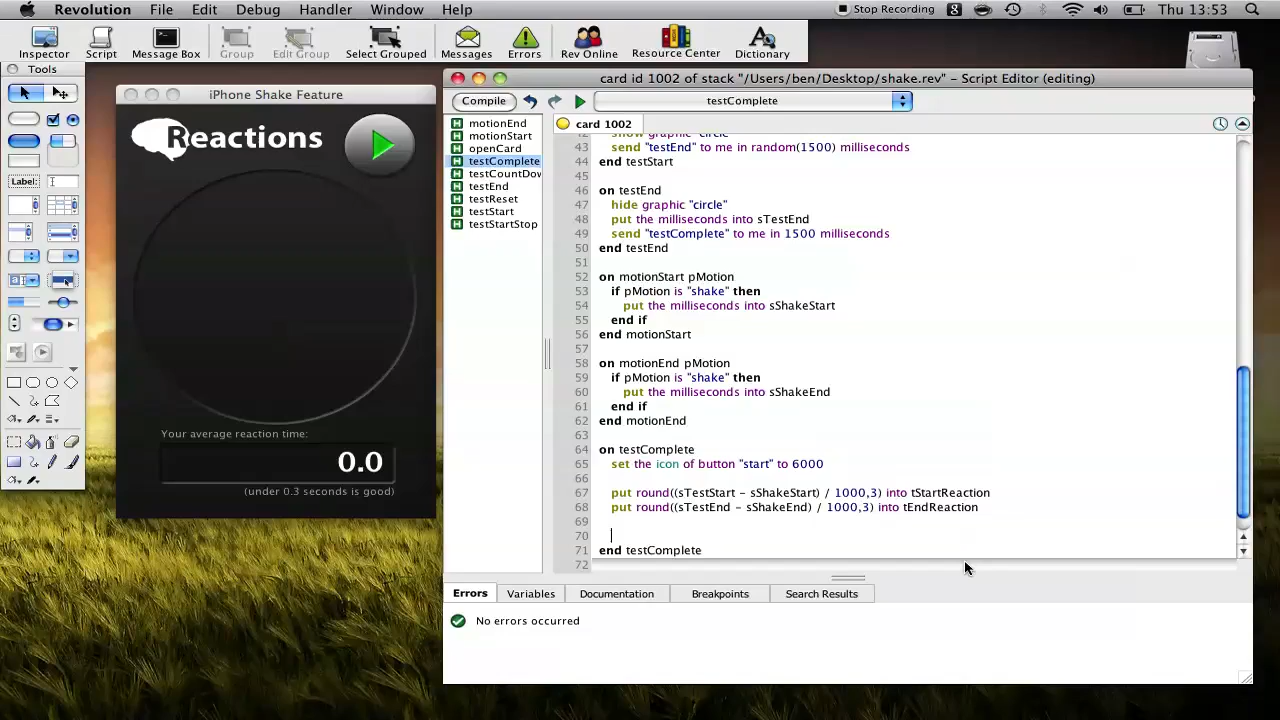 Revolution File Edit Debug Handler Window Help
Stop Recording Thu 13:53
Inspector Script Message Box Group Edit Group Select Grouped Messages Errors Rev Online Resource Center Dictionary
Tools
Label:
iPhone Shake Feature
Reactions
Your average reaction time:
0.0
(under 0.3 seconds is good)
card id 1002 of stack "/Users/ben/Desktop/shake.rev" – Script Editor (editing)
Compile testComplete
card 1002
motionEnd
motionStart
openCard
testComplete
testCountDov
testEnd
testReset
testStart
testStartStop
42 show graphic "circle"
43 send "testEnd" to me in random(1500) milliseconds
44 end testStart
45
46 on testEnd
47 hide graphic "circle"
48 put the milliseconds into sTestEnd
49 send "testComplete" to me in 1500 milliseconds
50 end testEnd
51
52 on motionStart pMotion
53 if pMotion is "shake" then
54 put the milliseconds into sShakeStart
55 end if
56 end motionStart
57
58 on motionEnd pMotion
59 if pMotion is "shake" then
60 put the milliseconds into sShakeEnd
61 end if
62 end motionEnd
63
64 on testComplete
65 set the icon of button "start" to 6000
66
67 put round((sTestStart – sShakeStart) / 1000,3) into tStartReaction
68 put round((sTestEnd – sShakeEnd) / 1000,3) into tEndReaction
69
70
71 end testComplete
72
Errors Variables Documentation Breakpoints Search Results
No errors occurred